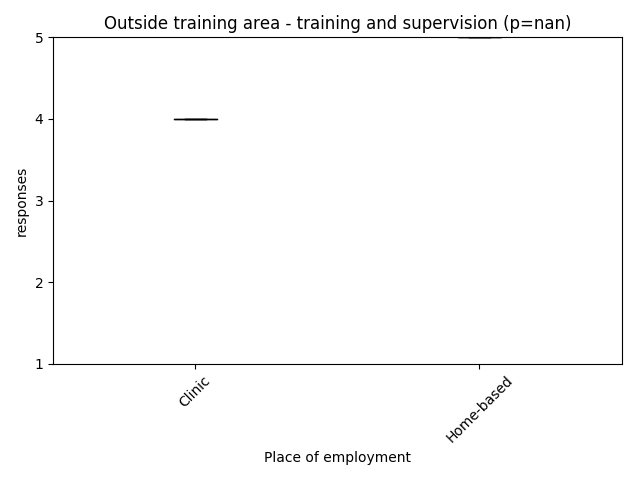 Outside training area - training and supervision (p=nan)
5
4
3
2
1
responses
Clinic
Home-based
Place of employment